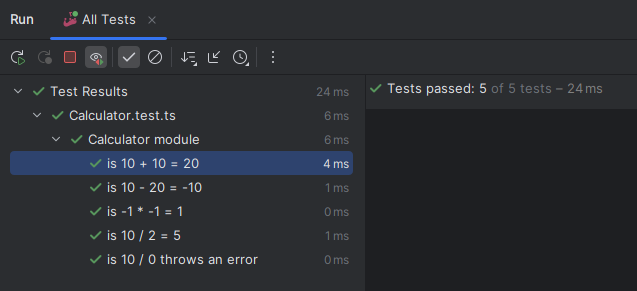 Run All Tests
Test Results 24 ms
Tests passed: 5 of 5 tests – 24 ms
Calculator.test.ts 6 ms
Calculator module 6 ms
is 10 + 10 = 20 4 ms
is 10 - 20 = -10 1 ms
is -1 * -1 = 1 0 ms
is 10 / 2 = 5 1 ms
is 10 / 0 throws an error 0 ms